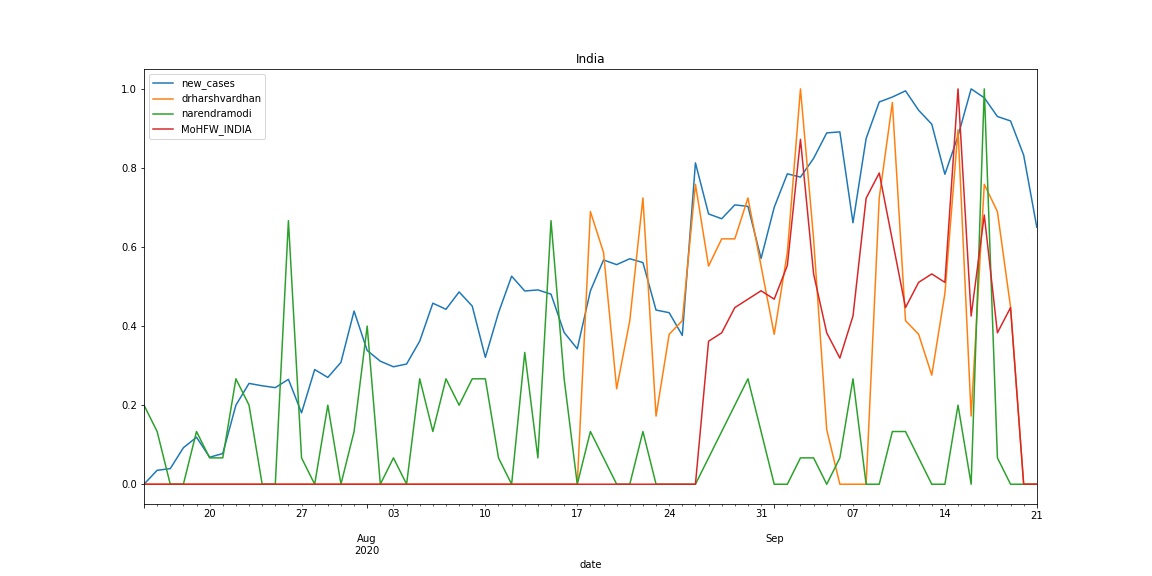 India
new_cases
drharshvardhan
narendramodi
MoHFW_INDIA
1.0
0.8
0.6
0.4
0.2
0.0
20 27 03 10 17 24 31 07 14 21
Aug Sep
2020
date